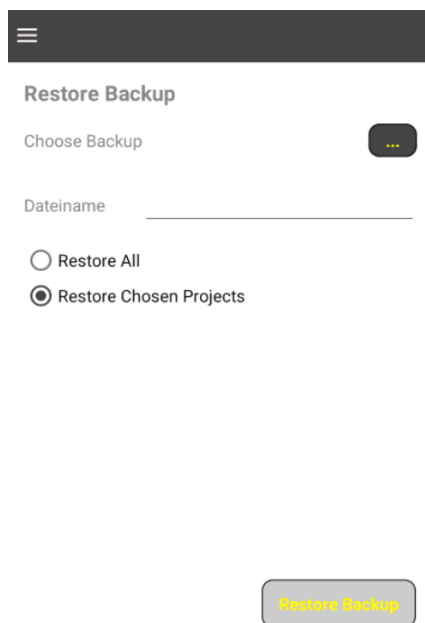 Restore Backup
Choose Backup
...
Dateiname
Restore All
Restore Chosen Projects
Restore Backup